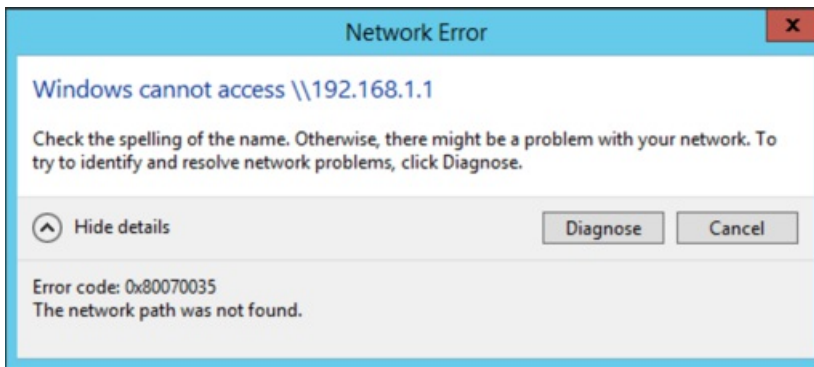 Network Error
x
Windows cannot access \\192.168.1.1
Check the spelling of the name. Otherwise, there might be a problem with your network. To
try to identify and resolve network problems, click Diagnose.
Hide details
Diagnose
Cancel
Error code: 0x80070035
The network path was not found.